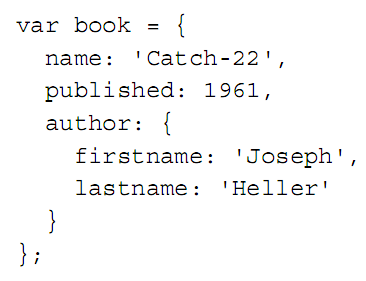 var book = {
  name: 'Catch-22',
  published: 1961,
  author: {
    firstname: 'Joseph',
    lastname: 'Heller'
  }
};